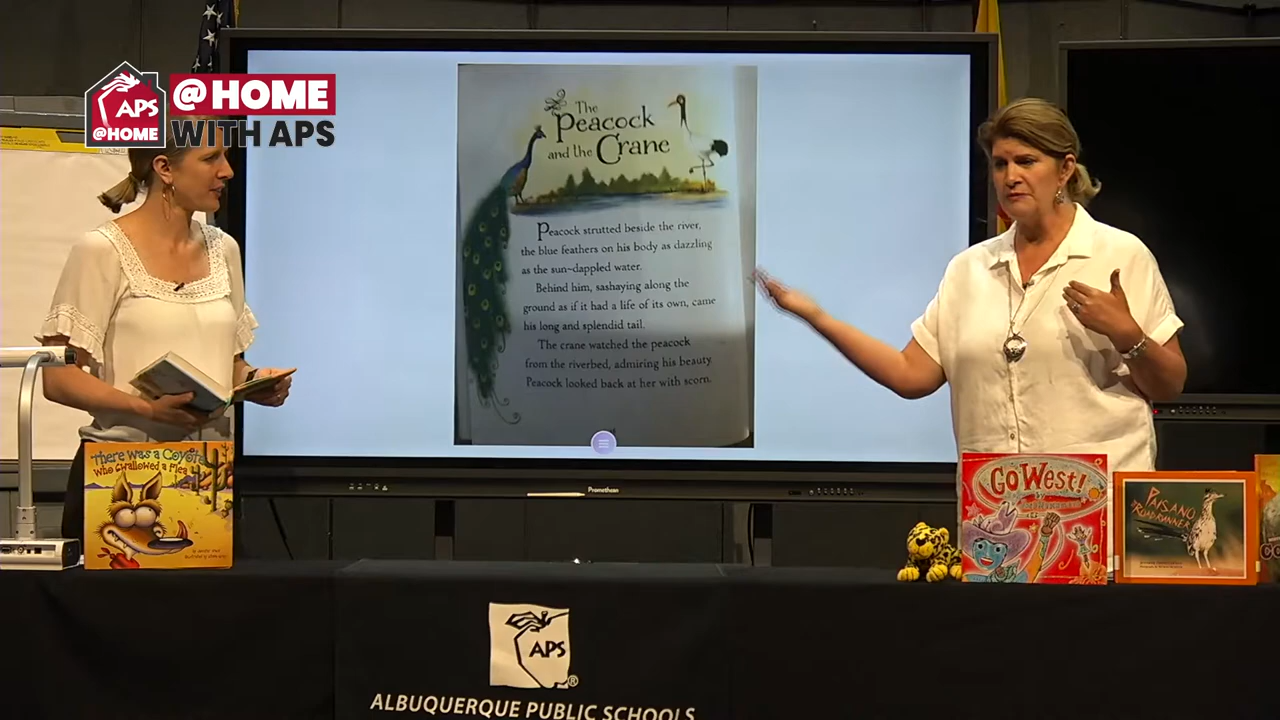 APS
@HOME
@HOME
WITH APS
The
Peacock
and the Crane
Peacock strutted beside the river,
the blue feathers on his body as dazzling
as the sun-dappled water.
Behind him, sashaying along the
ground as if it had a life of its own, came
his long and splendid tail.
The crane watched the peacock
from the riverbed, admiring his beauty.
Peacock looked back at her with scorn.
Promethean
There Was a Coyote
Who Swallowed a Flea
Go West!
PAISANO
ROADRUNNER
CO
APS
ALBUQUERQUE PUBLIC SCHOOLS